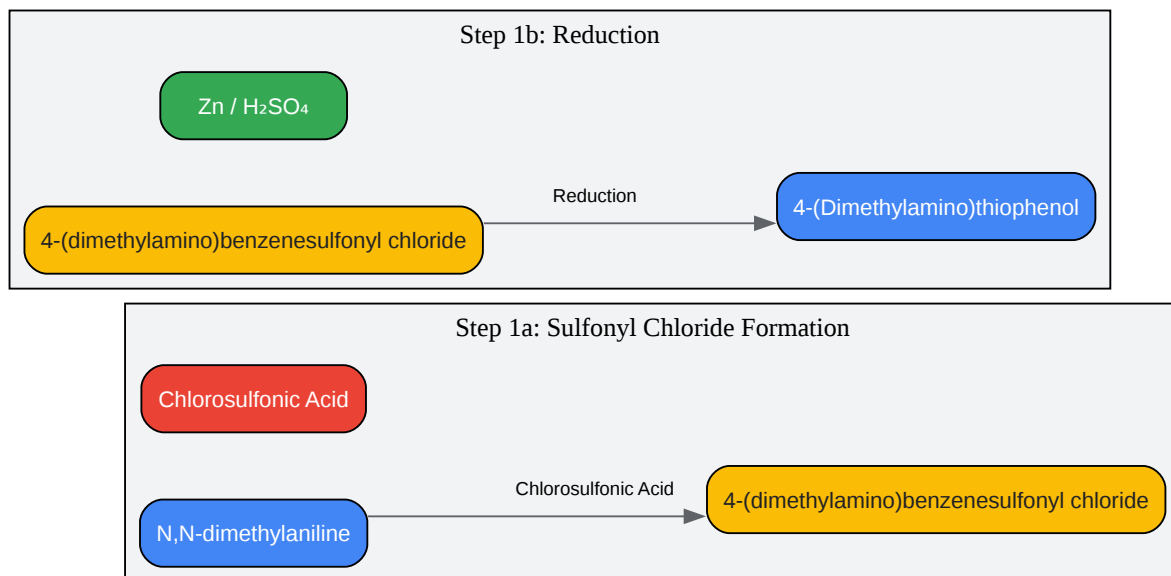 Step 1b: Reduction
Zn / H₂SO₄
Reduction
4-(dimethylamino)benzenesulfonyl chloride
4-(Dimethylamino)thiophenol
Step 1a: Sulfonyl Chloride Formation
Chlorosulfonic Acid
Chlorosulfonic Acid
N,N-dimethylaniline
4-(dimethylamino)benzenesulfonyl chloride